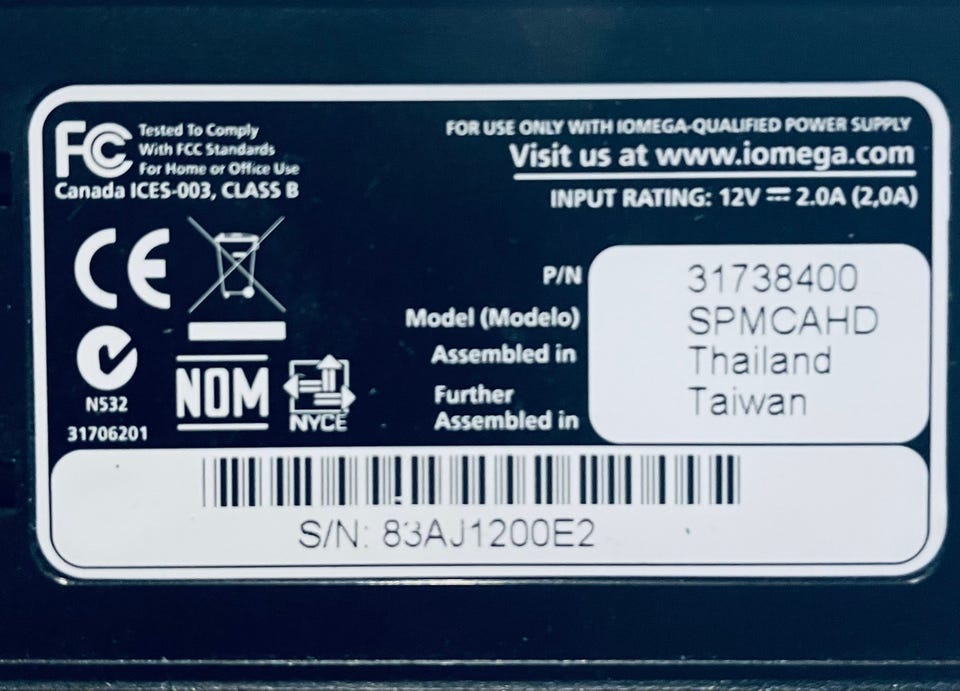 FC Tested To Comply
With FCC Standards
For Home or Office Use
Canada ICES-003, CLASS B
FOR USE ONLY WITH IOMEGA-QUALIFIED POWER SUPPLY
Visit us at www.iomega.com
INPUT RATING: 12V ⎓ 2.0A (2,0A)
CE
N532
31706201
NOM
NYCE
P/N 31738400
Model (Modelo) SPMCAHD
Assembled in Thailand
Further
Assembled in Taiwan
S/N: 83AJ1200E2